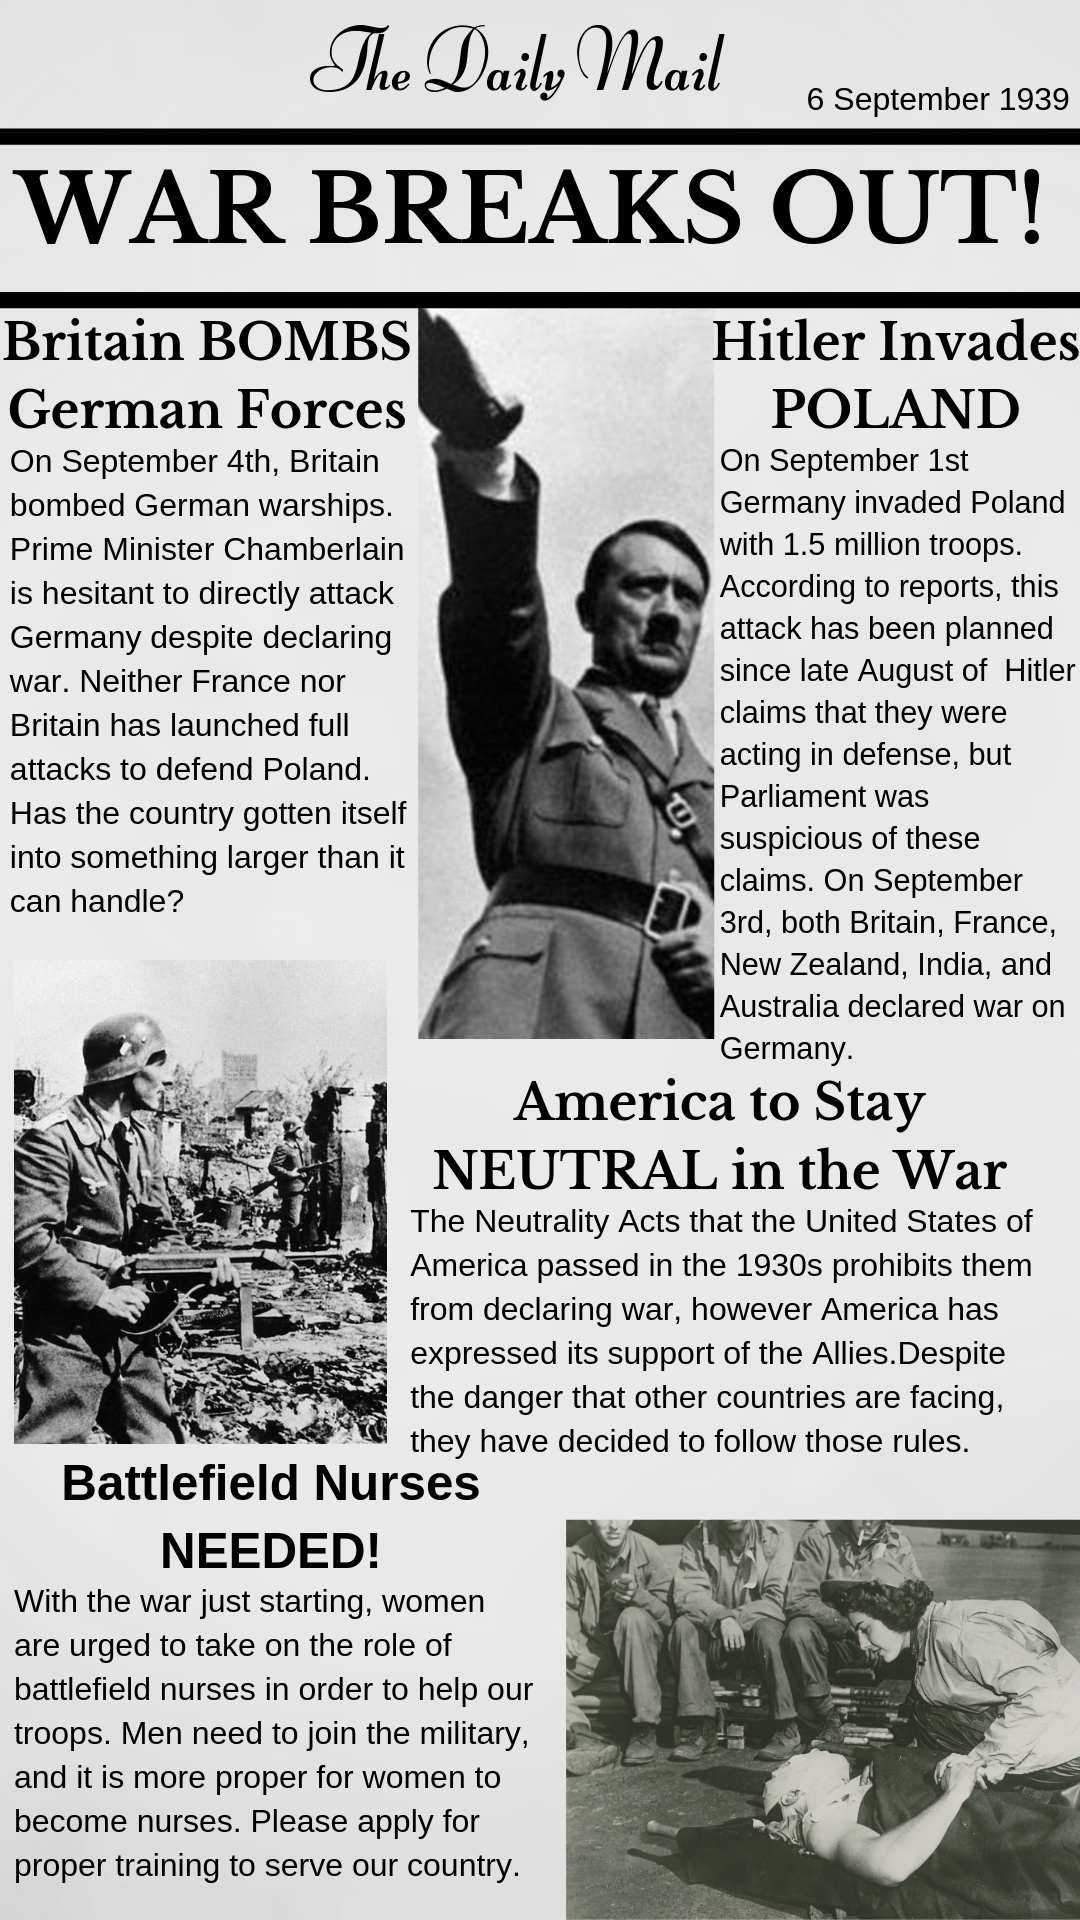 The Daily Mail
6 September 1939
WAR BREAKS OUT!
Britain BOMBS
German Forces
On September 4th, Britain
bombed German warships.
Prime Minister Chamberlain
is hesitant to directly attack
Germany despite declaring
war. Neither France nor
Britain has launched full
attacks to defend Poland.
Has the country gotten itself
into something larger than it
can handle?
Hitler Invades
POLAND
On September 1st
Germany invaded Poland
with 1.5 million troops.
According to reports, this
attack has been planned
since late August of  Hitler
claims that they were
acting in defense, but
Parliament was
suspicious of these
claims. On September
3rd, both Britain, France,
New Zealand, India, and
Australia declared war on
Germany.
America to Stay
NEUTRAL in the War
The Neutrality Acts that the United States of
America passed in the 1930s prohibits them
from declaring war, however America has
expressed its support of the Allies.Despite
the danger that other countries are facing,
they have decided to follow those rules.
Battlefield Nurses
NEEDED!
With the war just starting, women
are urged to take on the role of
battlefield nurses in order to help our
troops. Men need to join the military,
and it is more proper for women to
become nurses. Please apply for
proper training to serve our country.